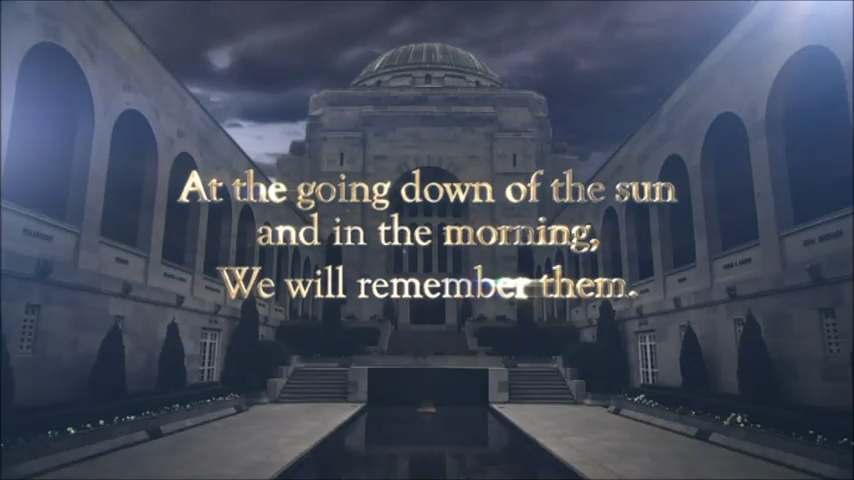 At the going down of the sun
and in the morning,
We will remember them.